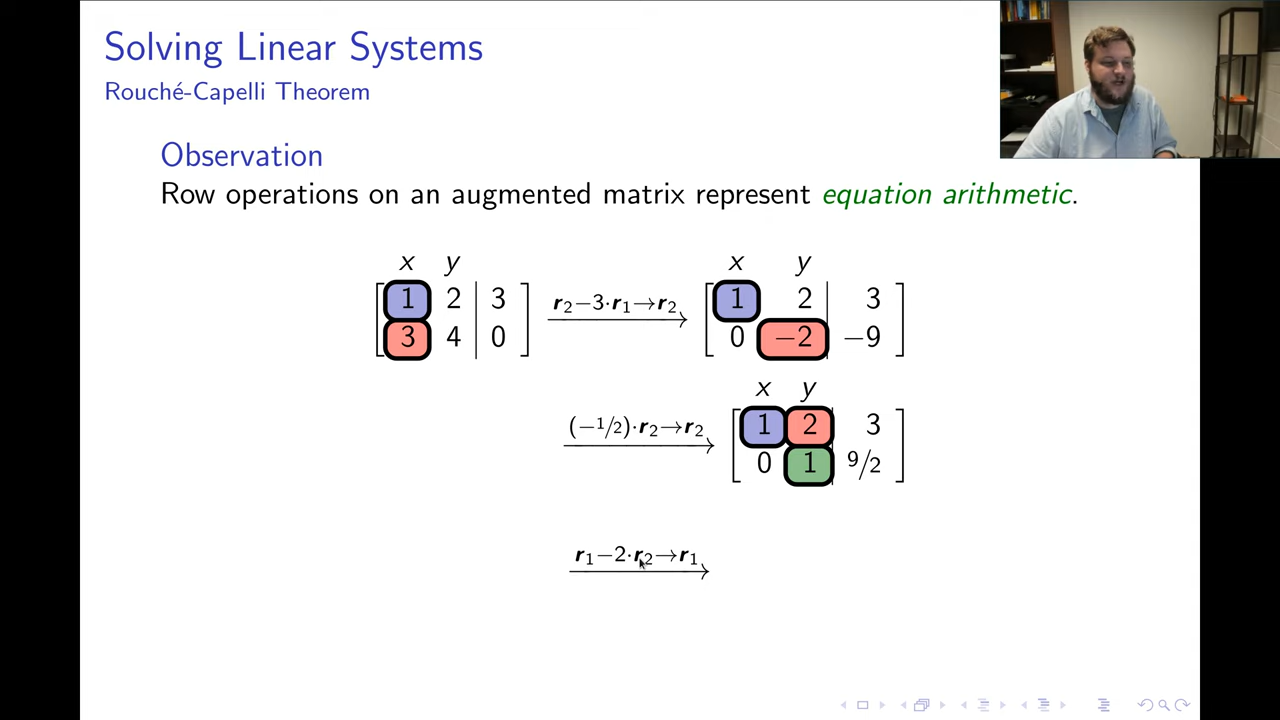 Solving Linear Systems
Rouché-Capelli Theorem
Observation
Row operations on an augmented matrix represent equation arithmetic.
x y
1 2 3
3 4 0
r₂−3·r₁→r₂
x y
1 2 3
0 −2 −9
(−1/2)·r₂→r₂
x y
1 2 3
0 1 9/2
r₁−2·r₂→r₁